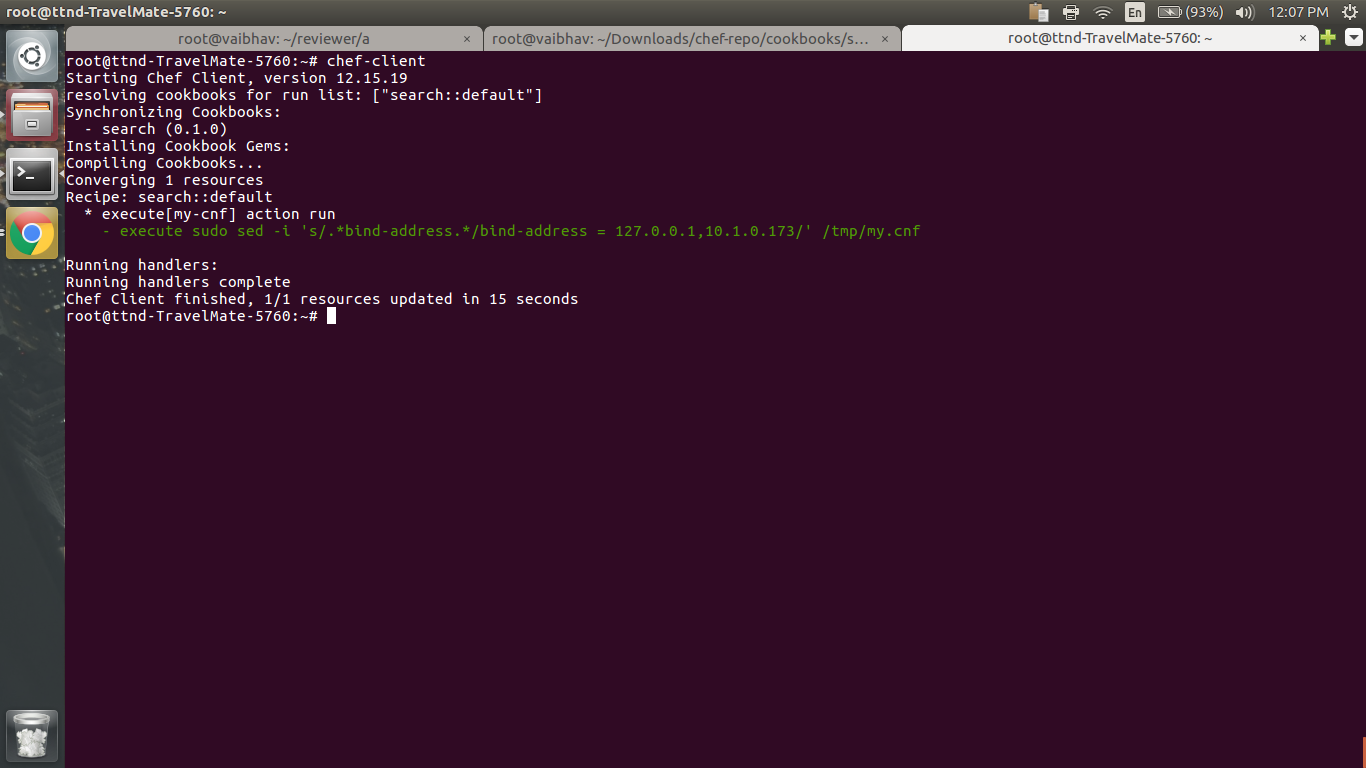 root@ttnd-TravelMate-5760: ~
En
(93%)
12:07 PM
root@vaibhav: ~/reviewer/a ×
root@vaibhav: ~/Downloads/chef-repo/cookbooks/s... ×
root@ttnd-TravelMate-5760: ~ ×
root@ttnd-TravelMate-5760:~# chef-client
Starting Chef Client, version 12.15.19
resolving cookbooks for run list: ["search::default"]
Synchronizing Cookbooks:
  - search (0.1.0)
Installing Cookbook Gems:
Compiling Cookbooks...
Converging 1 resources
Recipe: search::default
  * execute[my-cnf] action run
    - execute sudo sed -i 's/.*bind-address.*/bind-address = 127.0.0.1,10.1.0.173/' /tmp/my.cnf
Running handlers:
Running handlers complete
Chef Client finished, 1/1 resources updated in 15 seconds
root@ttnd-TravelMate-5760:~#